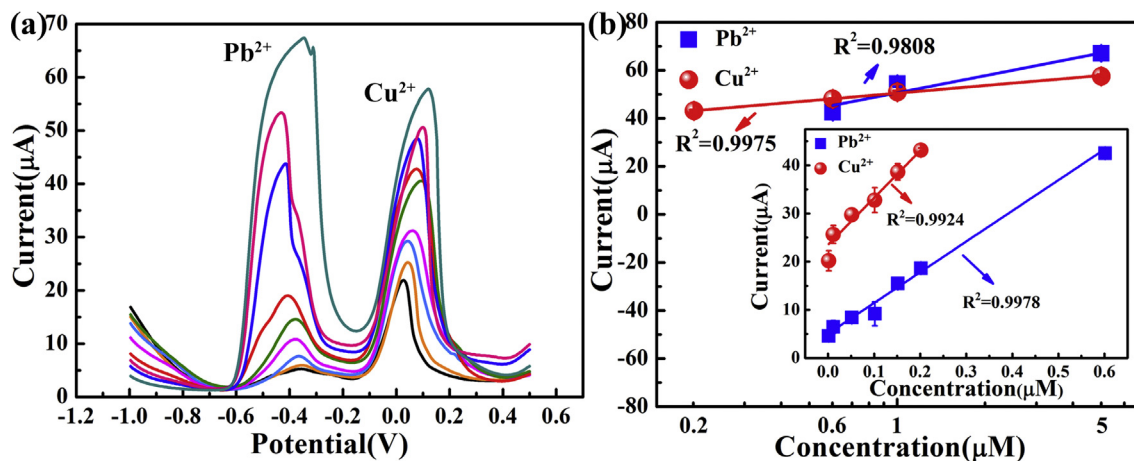 (a)
70
60
50
40
30
20
10
0
Current(μA)
Pb2+
Cu2+
-1.2 -1.0 -0.8 -0.6 -0.4 -0.2 0.0 0.2 0.4 0.6
Potential(V)
(b)
80
60
40
20
0
-20
-40
-60
-80
Current(μA)
Pb2+
Cu2+
R2=0.9808
R2=0.9975
0.2 0.6 1 5
Concentration(μM)
Pb2+
Cu2+
40
30
20
10
0
Current(μA)
R2=0.9924
R2=0.9978
0.0 0.1 0.2 0.3 0.4 0.5 0.6
Concentration(μM)